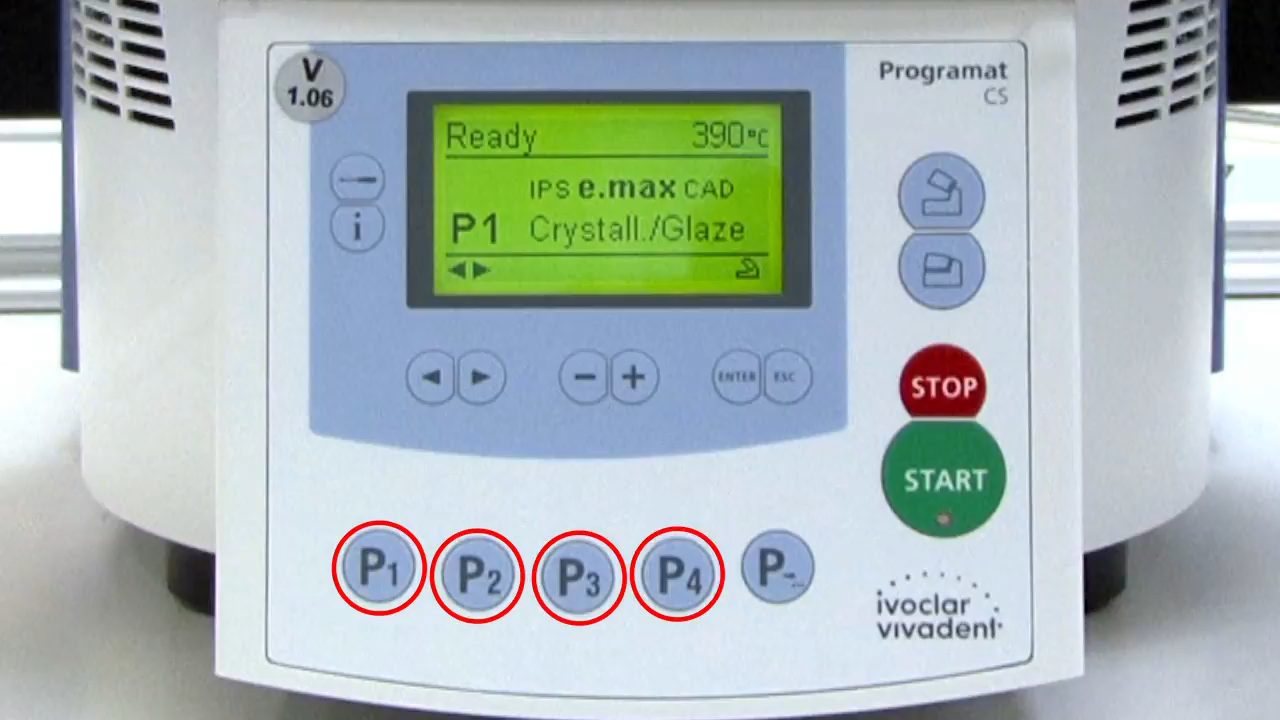 V
1.06
Programat
CS
Ready 390°C
IPS e.max CAD
P1 Crystall./Glaze
i
ENTER ESC
STOP
START
P1 P2 P3 P4 P-...
ivoclar
vivadent